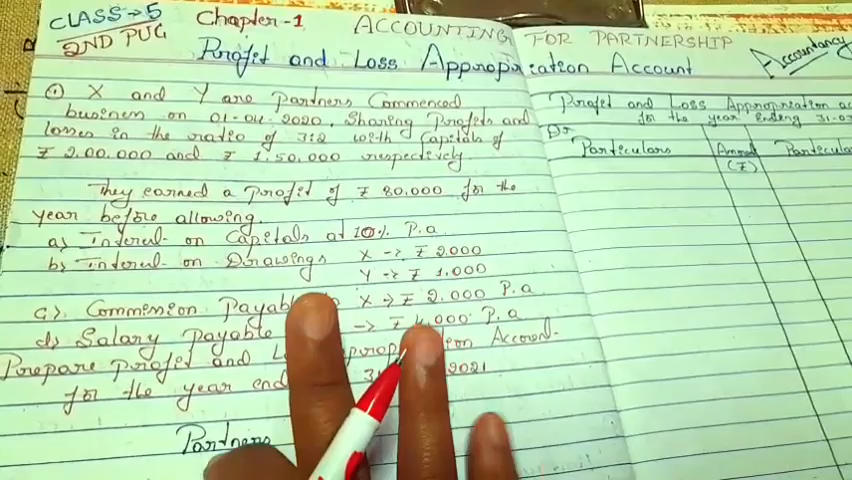 CLASS → 5 Chapter-1 ACCOUNTING FOR PARTNERSHIP
2ND PUC Accountancy
Profit and Loss Appropriation Account
① X and Y are Partners Commenced
business on 01-04-2020, Sharing Profits and
losses in the ratio of 3:2 with Capitals of
₹ 2,00,000 and ₹ 1,50,000 respectively
They earned a Profit of ₹ 80,000 for the
year before allowing.
a) Interest on Capitals at 10% P.a
b) Interest on Drawings X → ₹ 2,000
Y → ₹ 1,000
c) Commission Payable X → ₹ 2,000 P.a
d) Salary Payable → ₹ 4,000 P.a
Prepare Profit and Account
for the year 2021
Partners
Profit and Loss Appropriation
for the year Ending
Dr
Particulars Amount Particulars
(₹)